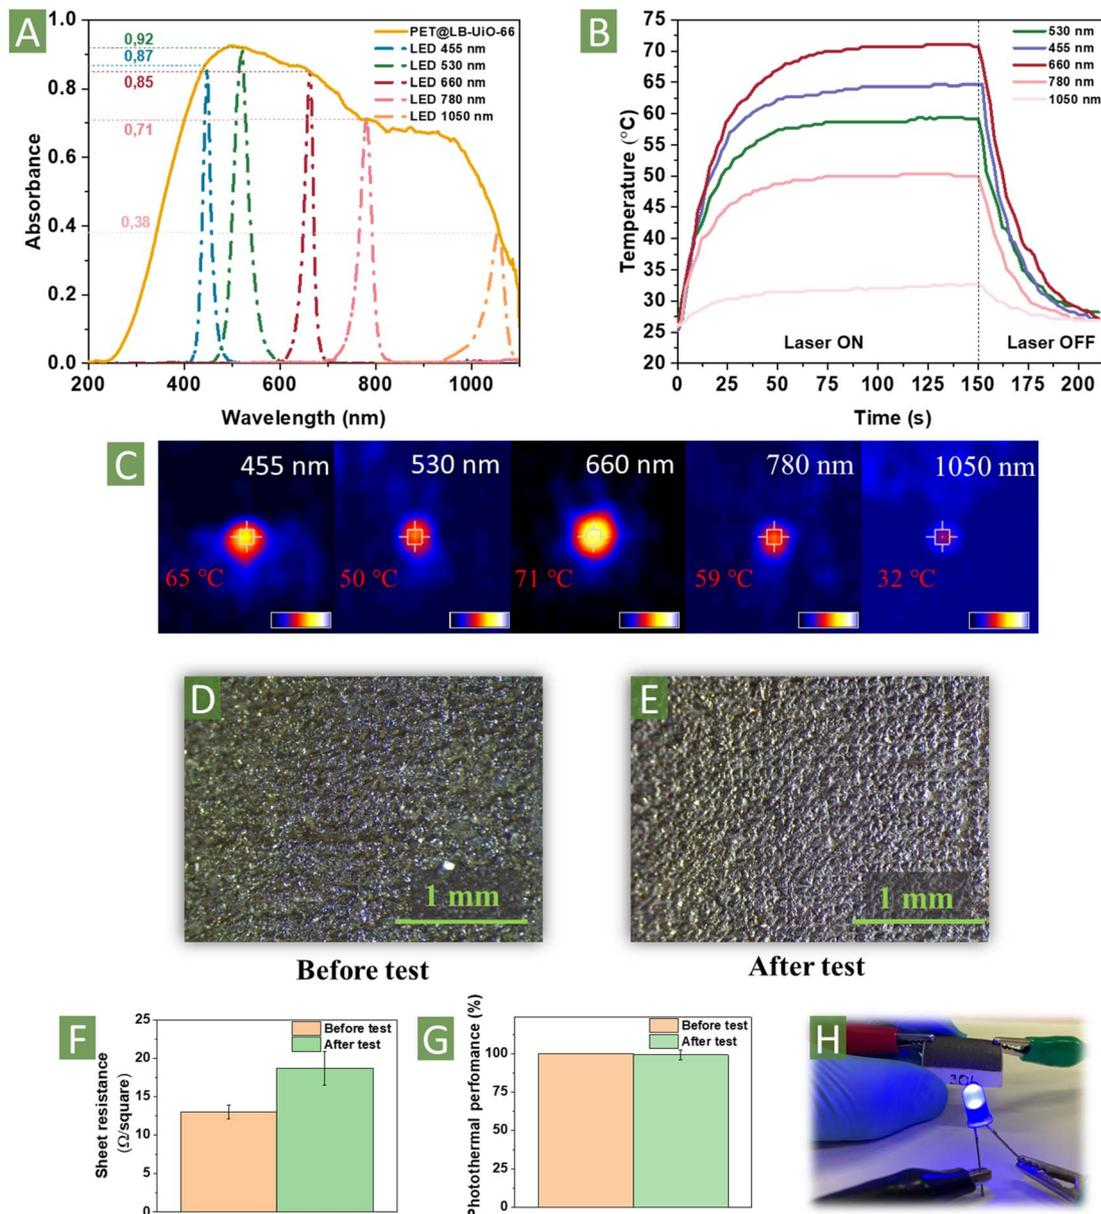 A
1.0
0.8
0.6
0.4
0.2
0.0
Absorbance
0,92
0,87
0,85
0,71
0,38
PET@LB-UiO-66
LED 455 nm
LED 530 nm
LED 660 nm
LED 780 nm
LED 1050 nm
200 400 600 800 1000
Wavelength (nm)
B
75
70
65
60
55
50
45
40
35
30
25
20
Temperature (°C)
530 nm
455 nm
660 nm
780 nm
1050 nm
Laser ON Laser OFF
0 25 50 75 100 125 150 175 200
Time (s)
C
455 nm 530 nm 660 nm 780 nm 1050 nm
65 °C 50 °C 71 °C 59 °C 32 °C
D
1 mm
Before test
E
1 mm
After test
F
25
20
15
10
5
0
Sheet resistance
(Ω/square)
Before test
After test
G
100
75
50
25
0
Photothermal perfomance (%)
Before test
After test
H